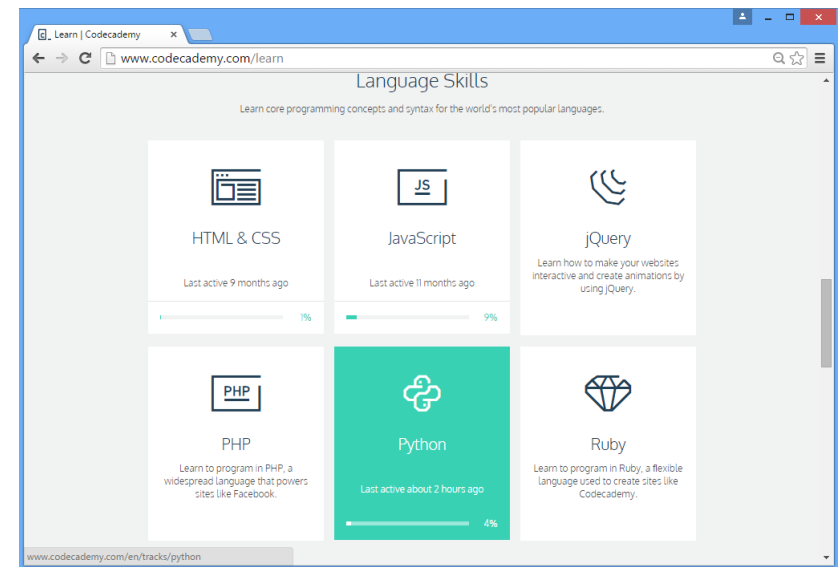 Learn | Codecademy
www.codecademy.com/learn
Language Skills
Learn core programming concepts and syntax for the world's most popular languages.
JS
HTML & CSS
JavaScript
jQuery
Learn how to make your websites
interactive and create animations by
using jQuery.
Last active 9 months ago
Last active 11 months ago
1%
9%
PHP
PHP
Python
Ruby
Learn to program in PHP, a
widespread language that powers
sites like Facebook.
Last active about 2 hours ago
4%
Learn to program in Ruby, a flexible
language used to create sites like
Codecademy.
www.codecademy.com/en/tracks/python